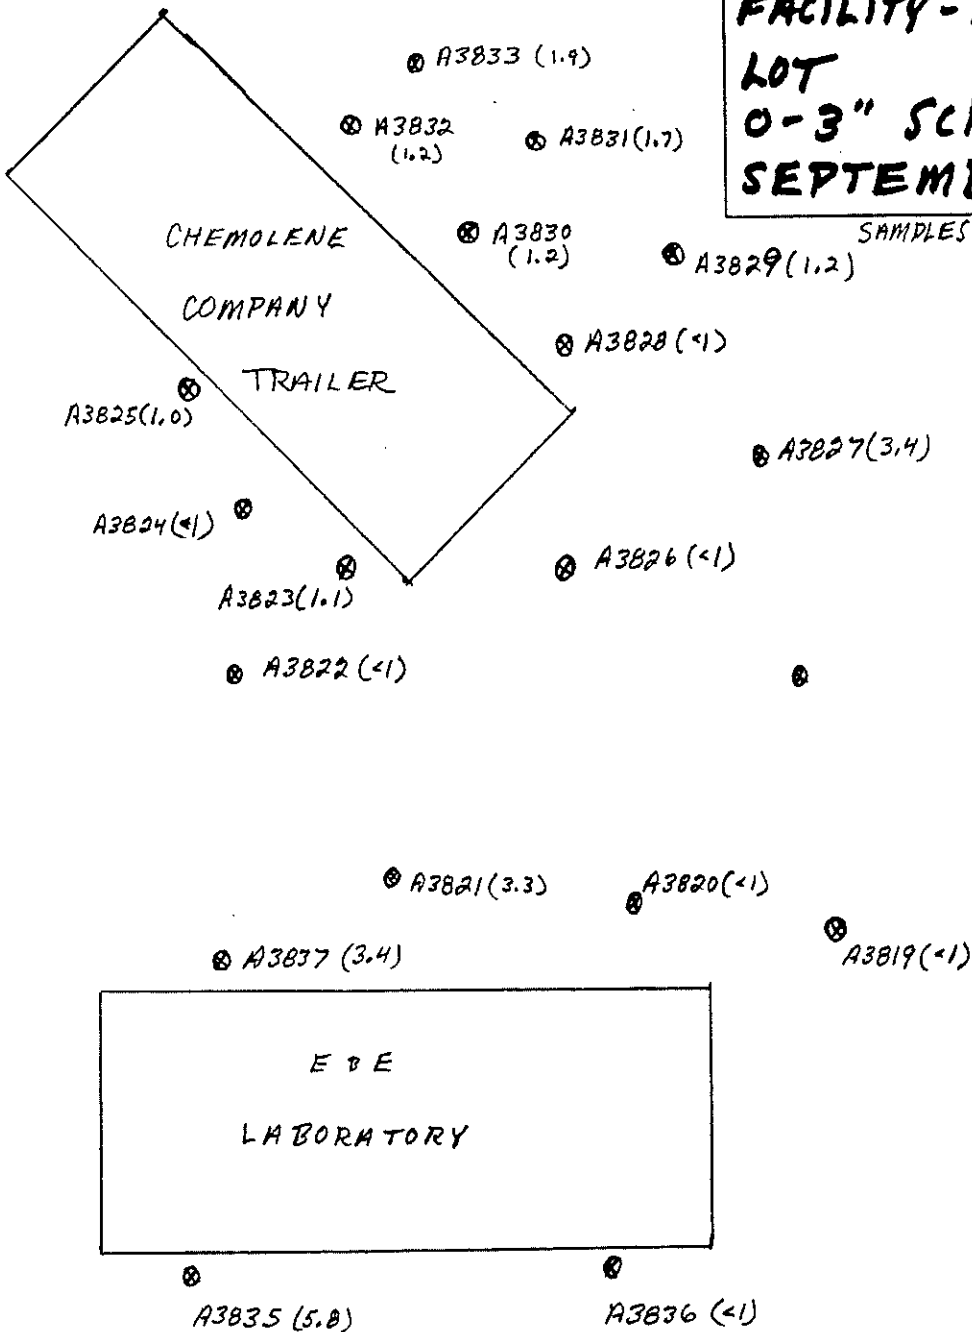 FACILITY-
LOT
0-3"
SEPTEMB
SAMPLES
A3833 (1.9)
A3832
(1.2)
A3831 (1.7)
A3830
(1.2)
A3829 (1.2)
CHEMOLENE
COMPANY
TRAILER
A3828 (<1)
A3825 (1.0)
A3827 (3.4)
A3824 (<1)
A3826 (<1)
A3823 (1.1)
A3822 (<1)
A3821 (3.3)
A3820 (<1)
A3819 (<1)
A3837 (3.4)
E & E
LABORATORY
A3835 (5.8)
A3836 (<1)